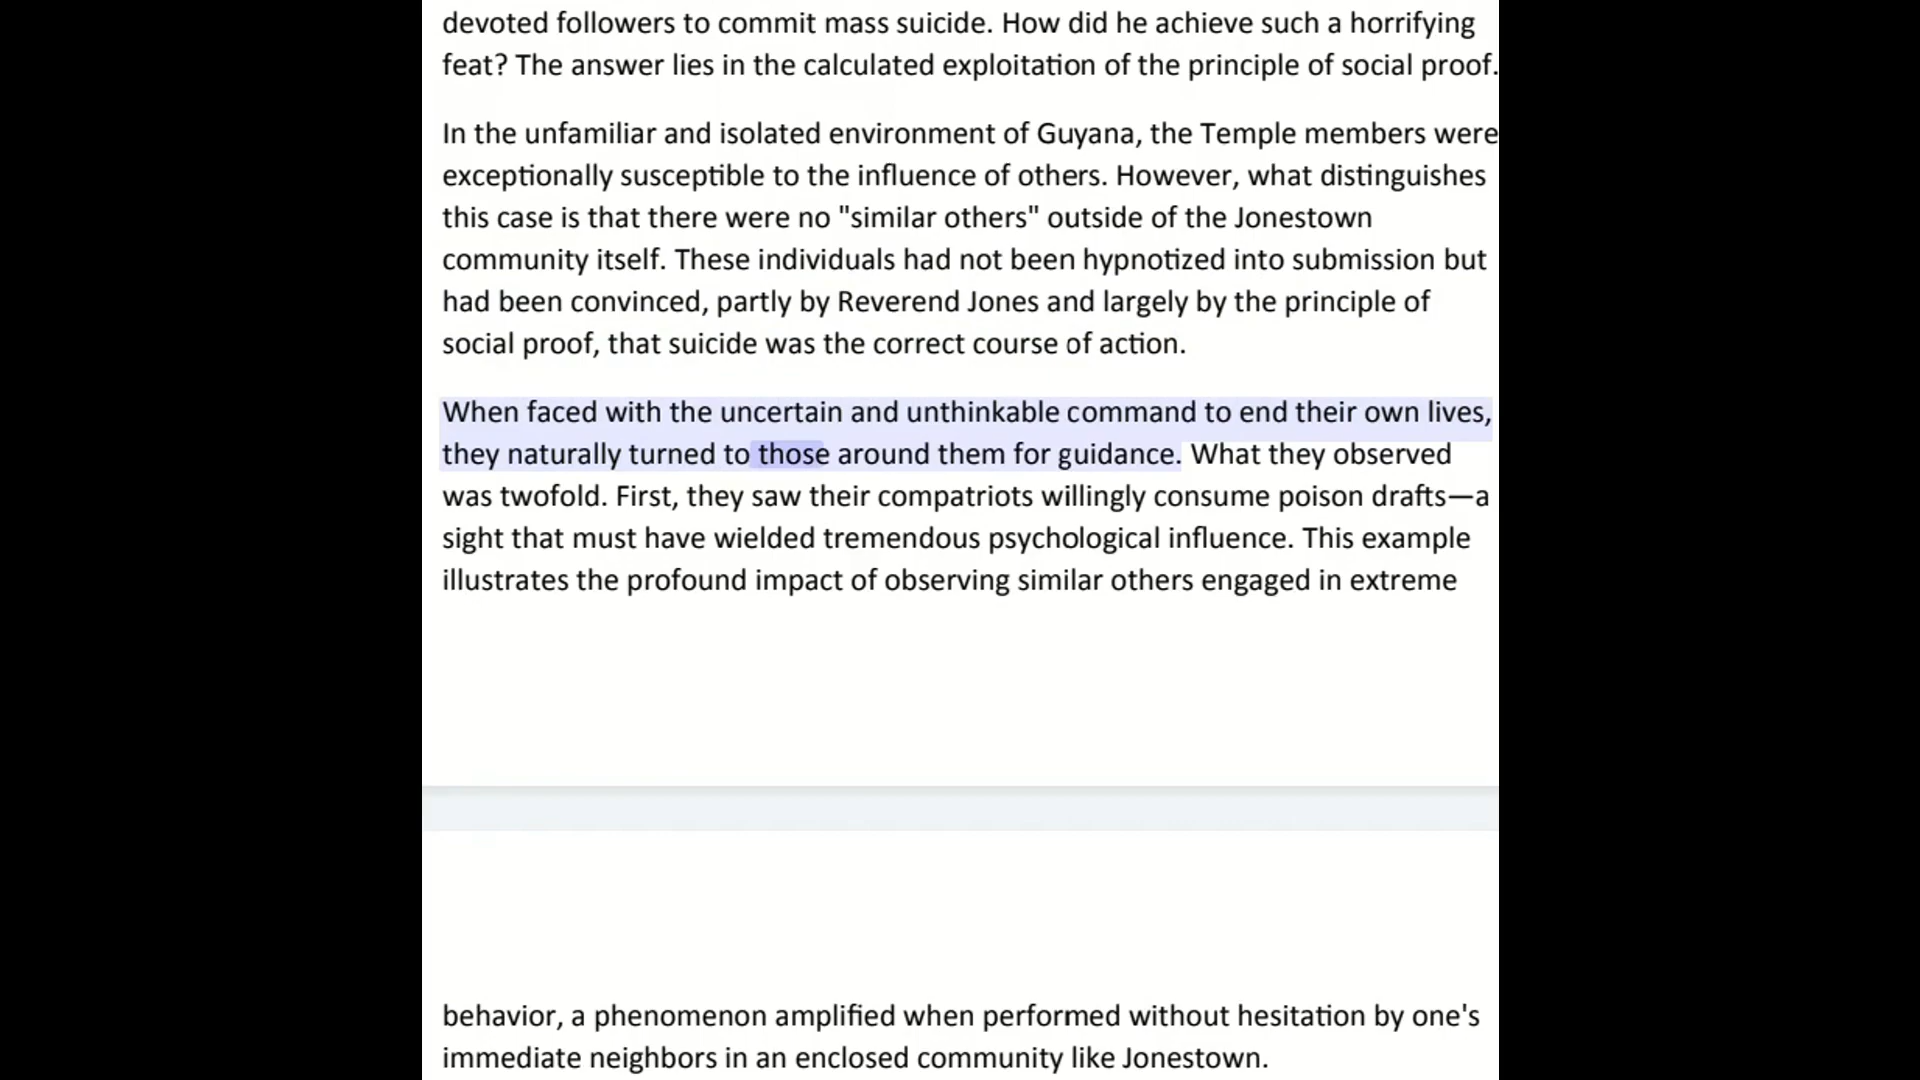 devoted followers to commit mass suicide. How did he achieve such a horrifying
feat? The answer lies in the calculated exploitation of the principle of social proof.
In the unfamiliar and isolated environment of Guyana, the Temple members were
exceptionally susceptible to the influence of others. However, what distinguishes
this case is that there were no "similar others" outside of the Jonestown
community itself. These individuals had not been hypnotized into submission but
had been convinced, partly by Reverend Jones and largely by the principle of
social proof, that suicide was the correct course of action.
When faced with the uncertain and unthinkable command to end their own lives,
they naturally turned to those around them for guidance. What they observed
was twofold. First, they saw their compatriots willingly consume poison drafts—a
sight that must have wielded tremendous psychological influence. This example
illustrates the profound impact of observing similar others engaged in extreme
behavior, a phenomenon amplified when performed without hesitation by one's
immediate neighbors in an enclosed community like Jonestown.